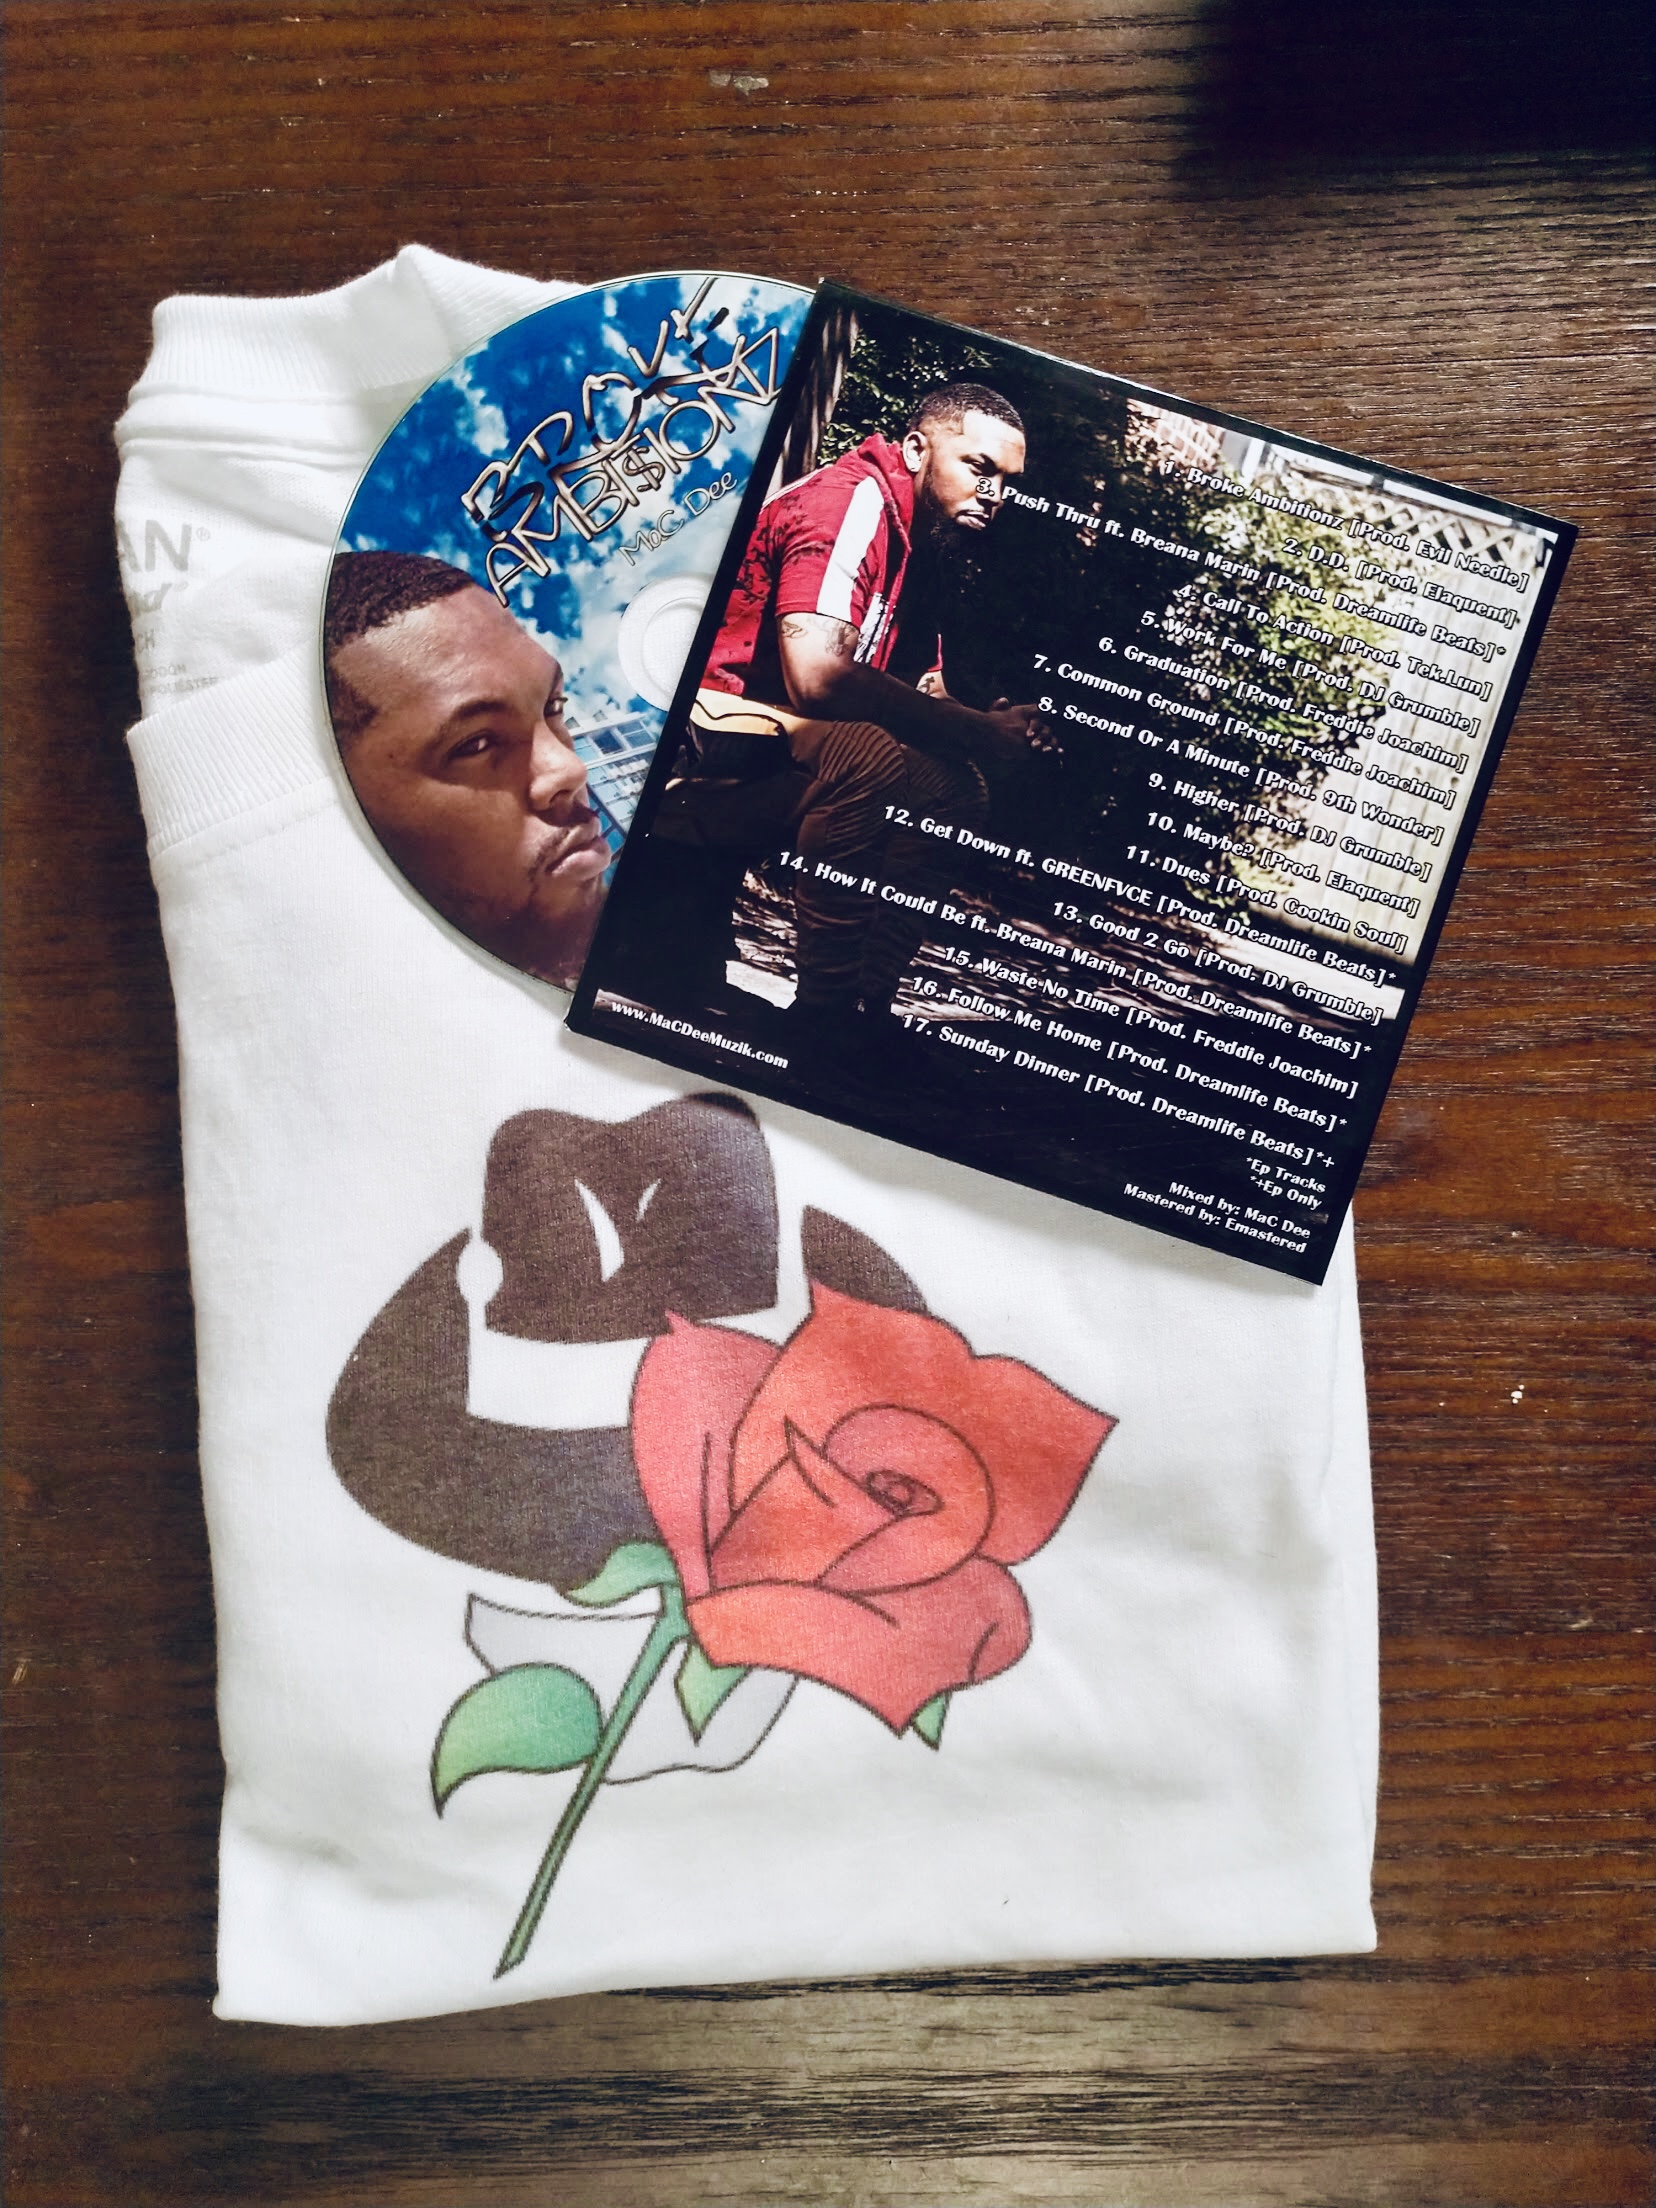 BROKE
AMBI$IONZ
MaC Dee
1. Broke Ambitionz [Prod. Evil Needle]
2. D.D. [Prod. Elaquent]
3. Push Thru ft. Breana Marin [Prod. Dreamlife Beats]*
4. Call To Action [Prod. Tek.Lun]
5. Work For Me [Prod. DJ Grumble]
6. Graduation [Prod. Freddie Joachim]
7. Common Ground [Prod. Freddie Joachim]
8. Second Or A Minute [Prod. 9th Wonder]
9. Higher [Prod. DJ Grumble]
10. Maybe? [Prod. Elaquent]
11. Dues [Prod. Cookin Soul]
12. Get Down ft. GREENFVCE [Prod. Dreamlife Beats]*
13. Good 2 Go [Prod. DJ Grumble]
14. How It Could Be ft. Breana Marin [Prod. Dreamlife Beats]*
15. Waste No Time [Prod. Freddie Joachim]
16. Follow Me Home [Prod. Dreamlife Beats]*
17. Sunday Dinner [Prod. Dreamlife Beats]*+
*Ep Tracks
*+Ep Only
Mixed by: MaC Dee
Mastered by: Emastered
www.MaCDeeMuzik.com